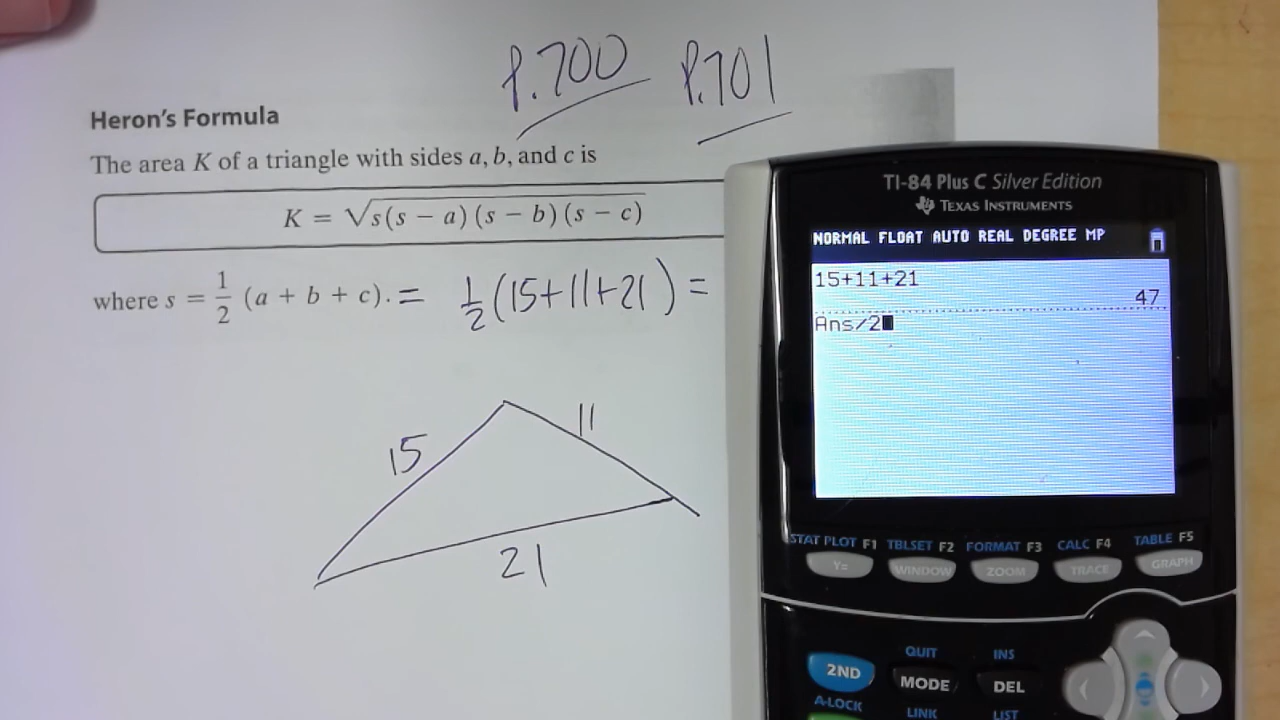 P.700 P.701
Heron's Formula
The area K of a triangle with sides a, b, and c is
K = √s(s − a)(s − b)(s − c)
where s = 1/2 (a + b + c). = 1/2 (15+11+21) =
15
11
21
TI-84 Plus C Silver Edition
TEXAS INSTRUMENTS
NORMAL FLOAT AUTO REAL DEGREE MP
15+11+21
47
Ans/2
STAT PLOT F1 TBLSET F2 FORMAT F3 CALC F4 TABLE F5
Y= WINDOW ZOOM TRACE GRAPH
QUIT INS
2ND MODE DEL
A-LOCK LINK LIST